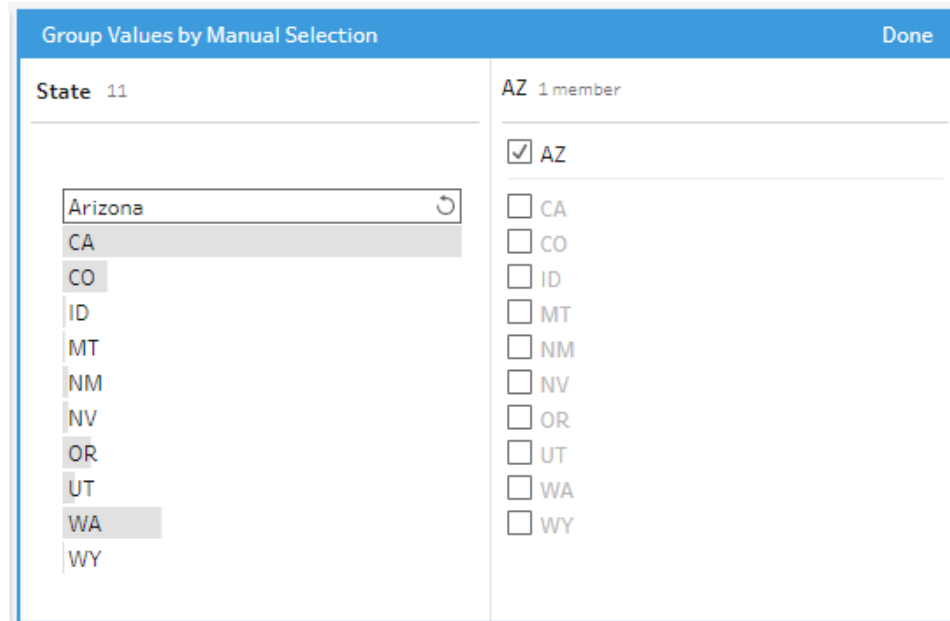 Group Values by Manual Selection Done
State 11
Arizona
CA
CO
ID
MT
NM
NV
OR
UT
WA
WY
AZ 1 member
AZ
CA
CO
ID
MT
NM
NV
OR
UT
WA
WY